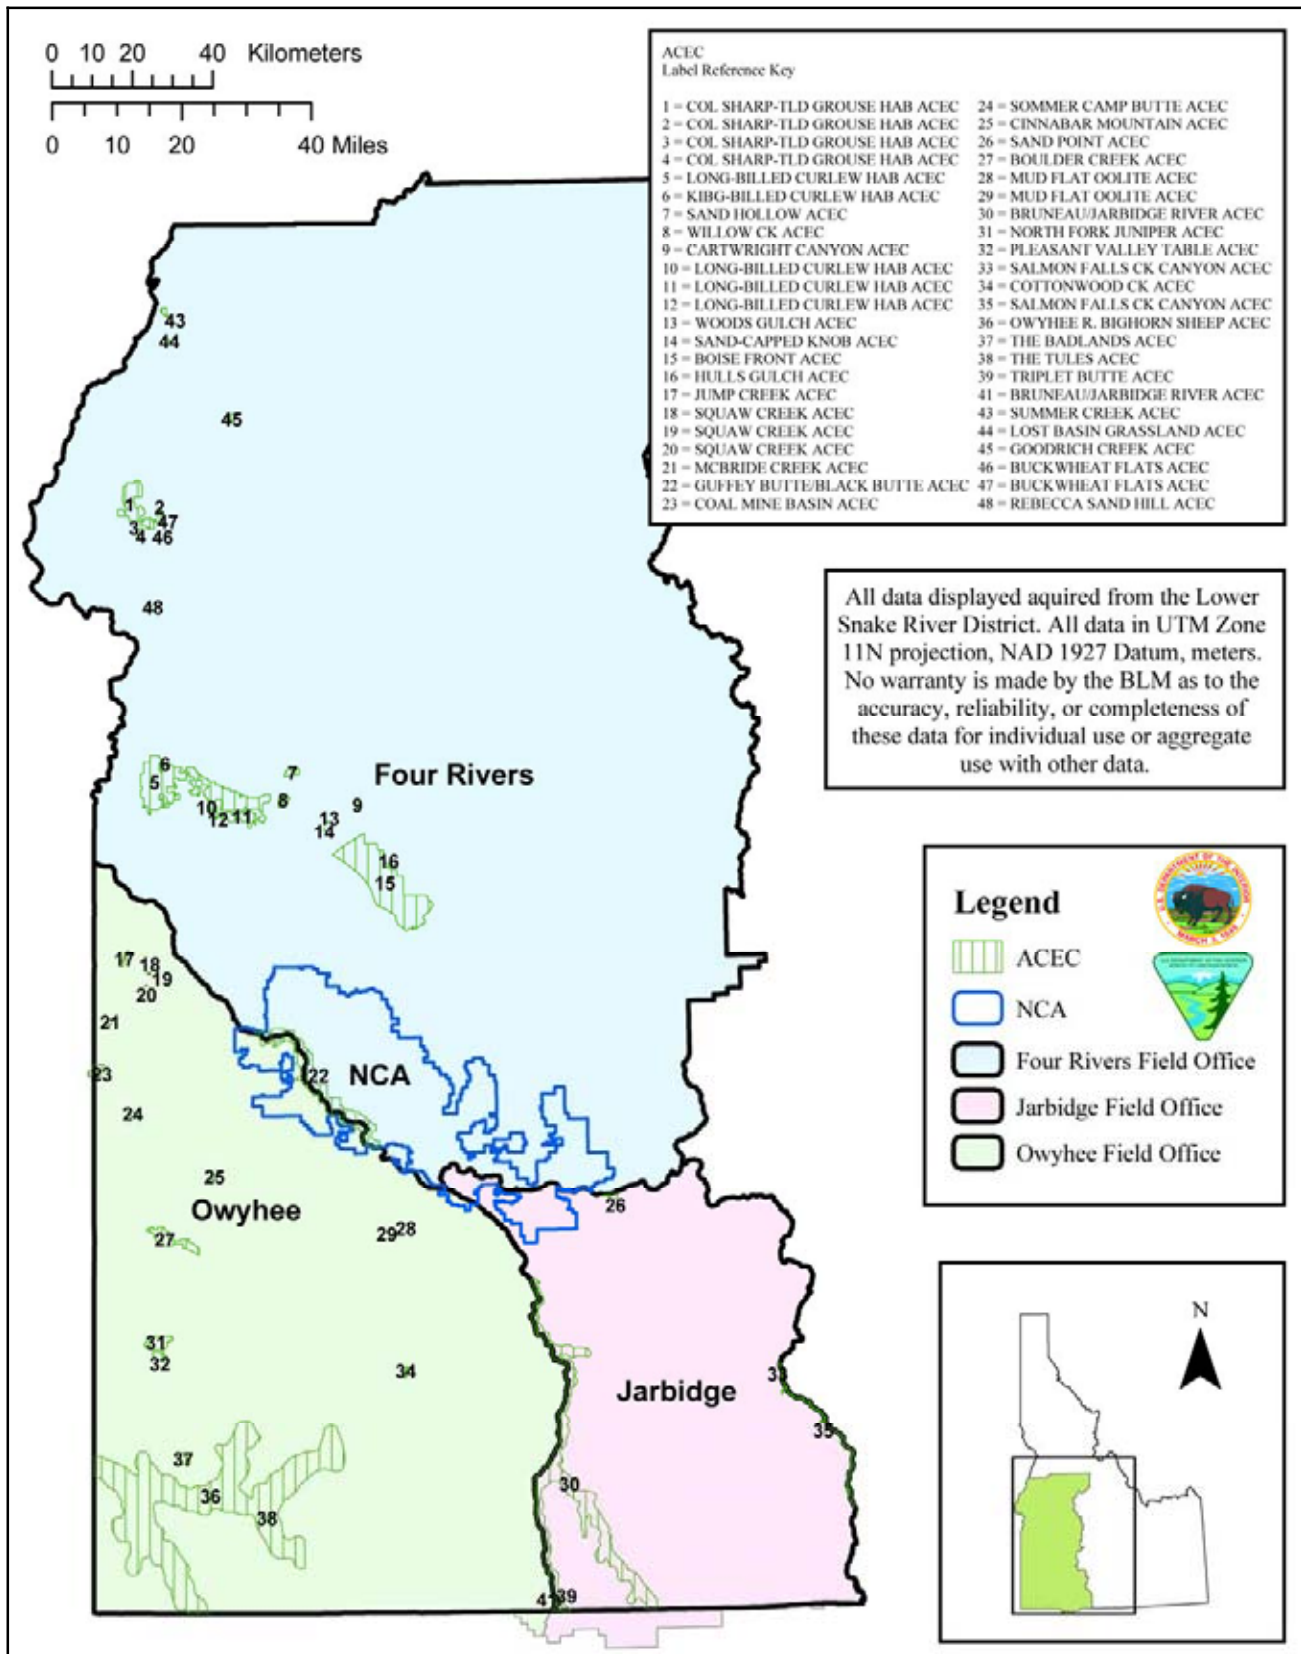 0 10 20 40 Kilometers
0 10 20 40 Miles
ACEC
Label Reference Key
1 = COL SHARP-TLD GROUSE HAB ACEC
2 = COL SHARP-TLD GROUSE HAB ACEC
3 = COL SHARP-TLD GROUSE HAB ACEC
4 = COL SHARP-TLD GROUSE HAB ACEC
5 = LONG-BILLED CURLEW HAB ACEC
6 = KIBG-BILLED CURLEW HAB ACEC
7 = SAND HOLLOW ACEC
8 = WILLOW CK ACEC
9 = CARTWRIGHT CANYON ACEC
10 = LONG-BILLED CURLEW HAB ACEC
11 = LONG-BILLED CURLEW HAB ACEC
12 = LONG-BILLED CURLEW HAB ACEC
13 = WOODS GULCH ACEC
14 = SAND-CAPPED KNOB ACEC
15 = BOISE FRONT ACEC
16 = HULLS GULCH ACEC
17 = JUMP CREEK ACEC
18 = SQUAW CREEK ACEC
19 = SQUAW CREEK ACEC
20 = SQUAW CREEK ACEC
21 = MCBRIDE CREEK ACEC
22 = GUFFEY BUTTE/BLACK BUTTE ACEC
23 = COAL MINE BASIN ACEC
24 = SOMMER CAMP BUTTE ACEC
25 = CINNABAR MOUNTAIN ACEC
26 = SAND POINT ACEC
27 = BOULDER CREEK ACEC
28 = MUD FLAT OOLITE ACEC
29 = MUD FLAT OOLITE ACEC
30 = BRUNEAU/JARBIDGE RIVER ACEC
31 = NORTH FORK JUNIPER ACEC
32 = PLEASANT VALLEY TABLE ACEC
33 = SALMON FALLS CK CANYON ACEC
34 = COTTONWOOD CK ACEC
35 = SALMON FALLS CK CANYON ACEC
36 = OWYHEE R. BIGHORN SHEEP ACEC
37 = THE BADLANDS ACEC
38 = THE TULES ACEC
39 = TRIPLET BUTTE ACEC
41 = BRUNEAU/JARBIDGE RIVER ACEC
43 = SUMMER CREEK ACEC
44 = LOST BASIN GRASSLAND ACEC
45 = GOODRICH CREEK ACEC
46 = BUCKWHEAT FLATS ACEC
47 = BUCKWHEAT FLATS ACEC
48 = REBECCA SAND HILL ACEC
All data displayed aquired from the Lower
Snake River District. All data in UTM Zone
11N projection, NAD 1927 Datum, meters.
No warranty is made by the BLM as to the
accuracy, reliability, or completeness of
these data for individual use or aggregate
use with other data.
43
44
45
1
2
47
3
4
46
48
6
5
7
8
10
12
11
9
13
14
16
15
Four Rivers
17
18
19
20
21
22
NCA
23
24
25
Owyhee
26
27
29
28
31
32
34
33
Jarbidge
35
37
36
38
30
41
39
Legend
U.S. DEPARTMENT OF THE INTERIOR
MARCH 3, 1849
ACEC
NCA
Four Rivers Field Office
Jarbidge Field Office
Owyhee Field Office
N